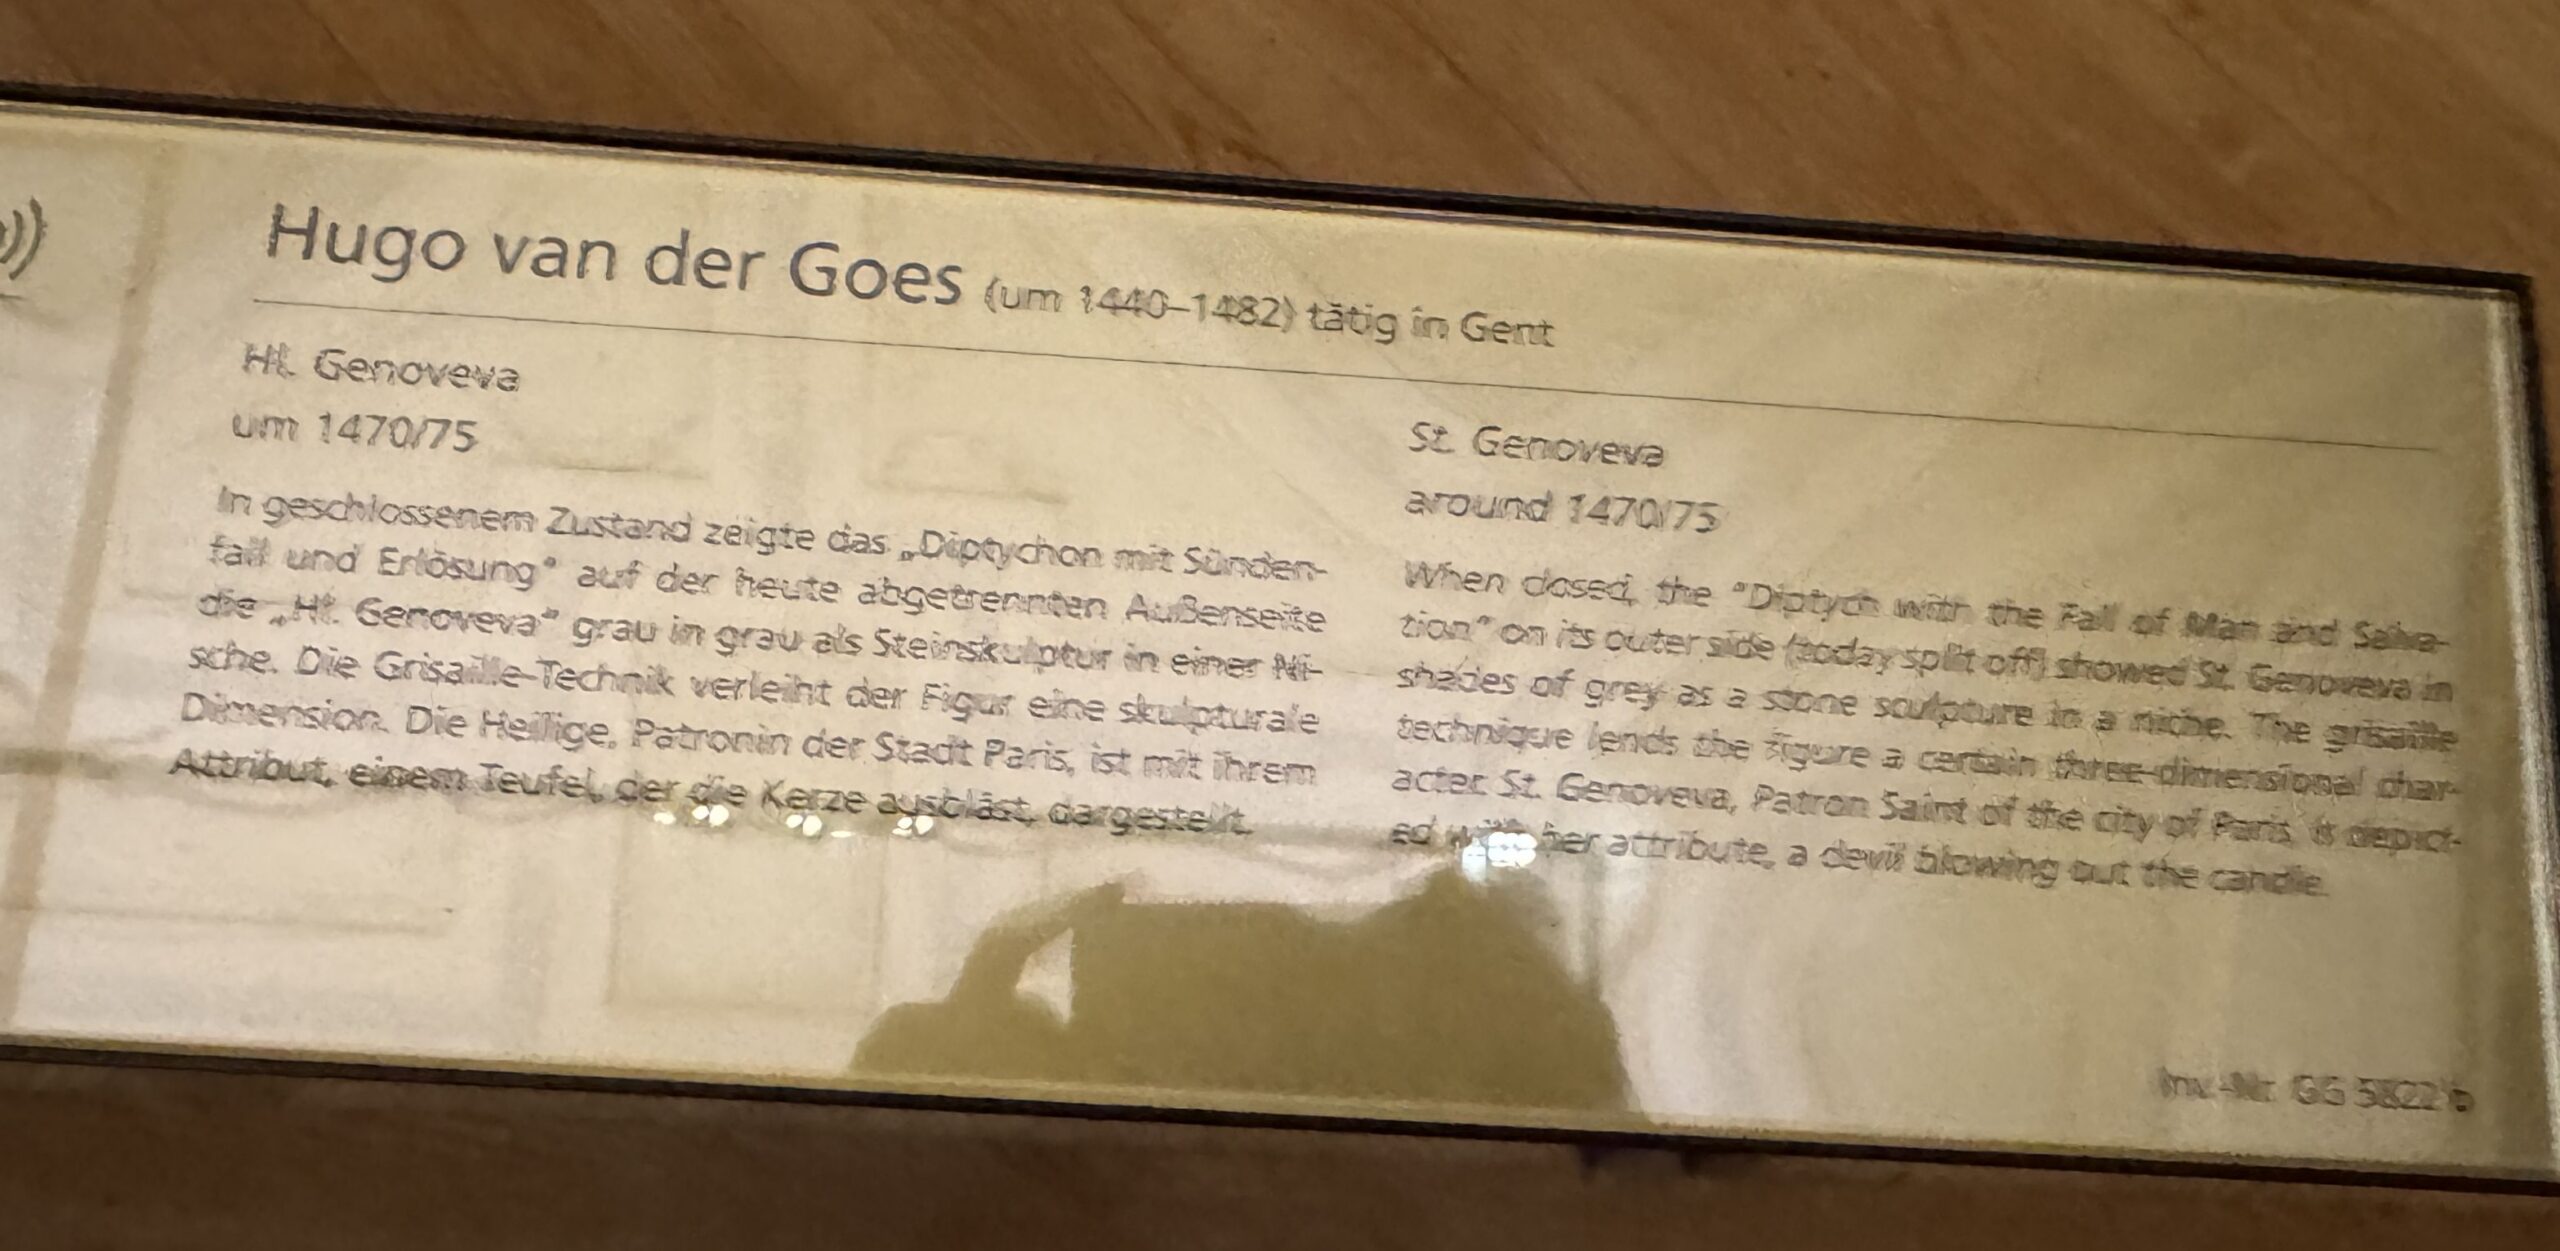 Hugo van der Goes (um 1440–1482) tätig in Gent
Hl. Genoveva
um 1470/75
In geschlossenem Zustand zeigte das „Diptychon mit Sünden-
fall und Erlösung“ auf der heute abgetrennten Außenseite
die „Hl. Genoveva“ grau in grau als Steinskulptur in einer Ni-
sche. Die Grisaille-Technik verleiht der Figur eine skulpturale
Dimension. Die Heilige, Patronin der Stadt Paris, ist mit ihrem
Attribut, einem Teufel, der die Kerze ausbläst, dargestellt.
St. Genoveva
around 1470/75
When closed, the “Diptych with the Fall of Man and Salva-
tion” on its outer side (today split off) showed St. Genoveva in
shades of grey as a stone sculpture in a niche. The grisaille
technique lends the figure a certain three-dimensional char-
acter. St. Genoveva, Patron Saint of the city of Paris, is depict-
ed with her attribute, a devil blowing out the candle.
Inv.-Nr. GG 5822 b